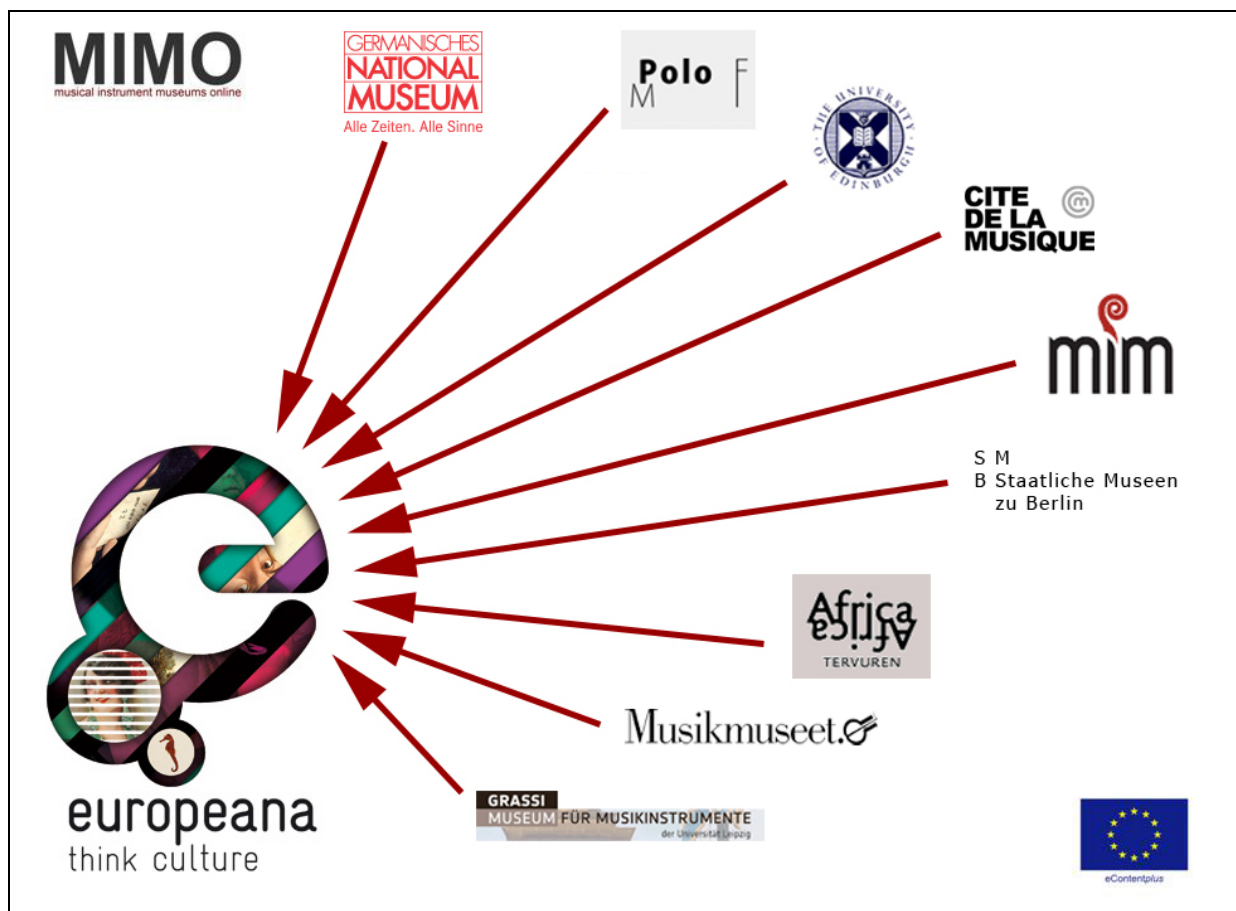 MIMO
musical instrument museums online
GERMANISCHES
NATIONAL
MUSEUM
Alle Zeiten. Alle Sinne
Polo F
M
THE UNIVERSITY
OF EDINBURGH
CITE
DE LA
MUSIQUE
cm
mim
S M
B Staatliche Museen
zu Berlin
Africa
Africa
TERVUREN
Musikmuseet.
GRASSI
MUSEUM FÜR MUSIKINSTRUMENTE
der Universität Leipzig
europeana
think culture
eContentplus